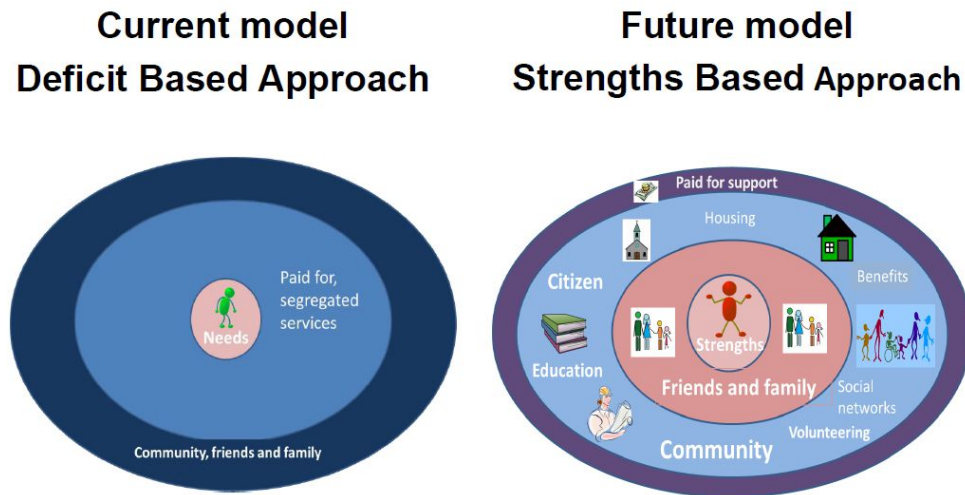 Current model
Deficit Based Approach
Paid for,
segregated
services
Needs
Community, friends and family
Future model
Strengths Based Approach
Paid for support
Housing
Citizen
Benefits
Education
Strengths
Friends and family
Social
networks
Volunteering
Community